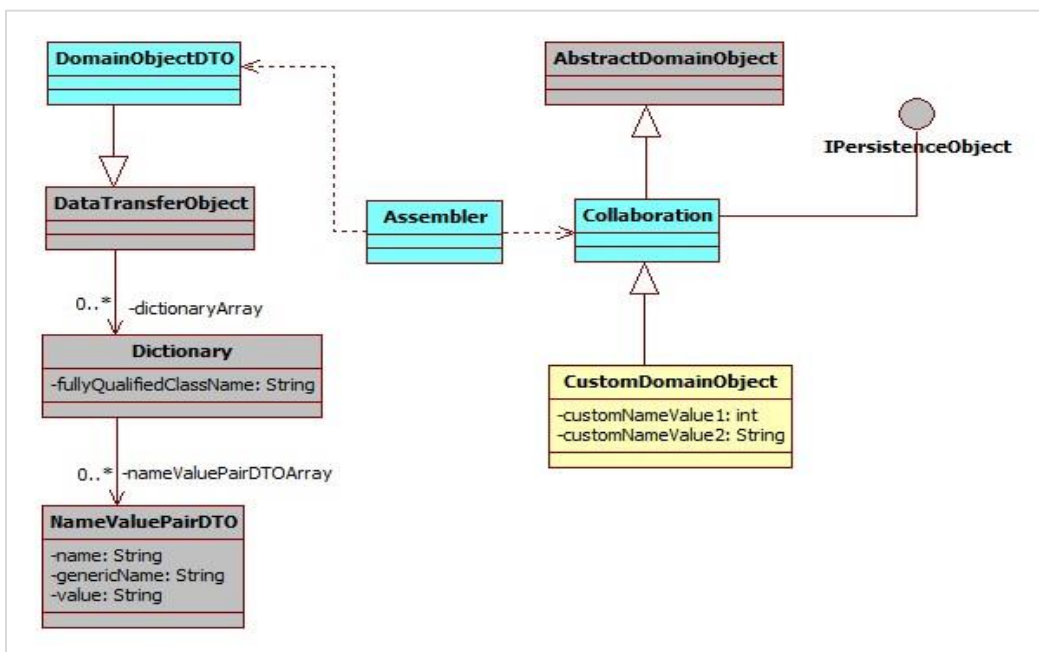 DomainObjectDTO
AbstractDomainObject
IPersistenceObject
DataTransferObject
Assembler
Collaboration
0..* -dictionaryArray
Dictionary
-fullyQualifiedClassName: String
CustomDomainObject
-customNameValue1: int
-customNameValue2: String
0..* -nameValuePairDTOArray
NameValuePairDTO
-name: String
-genericName: String
-value: String